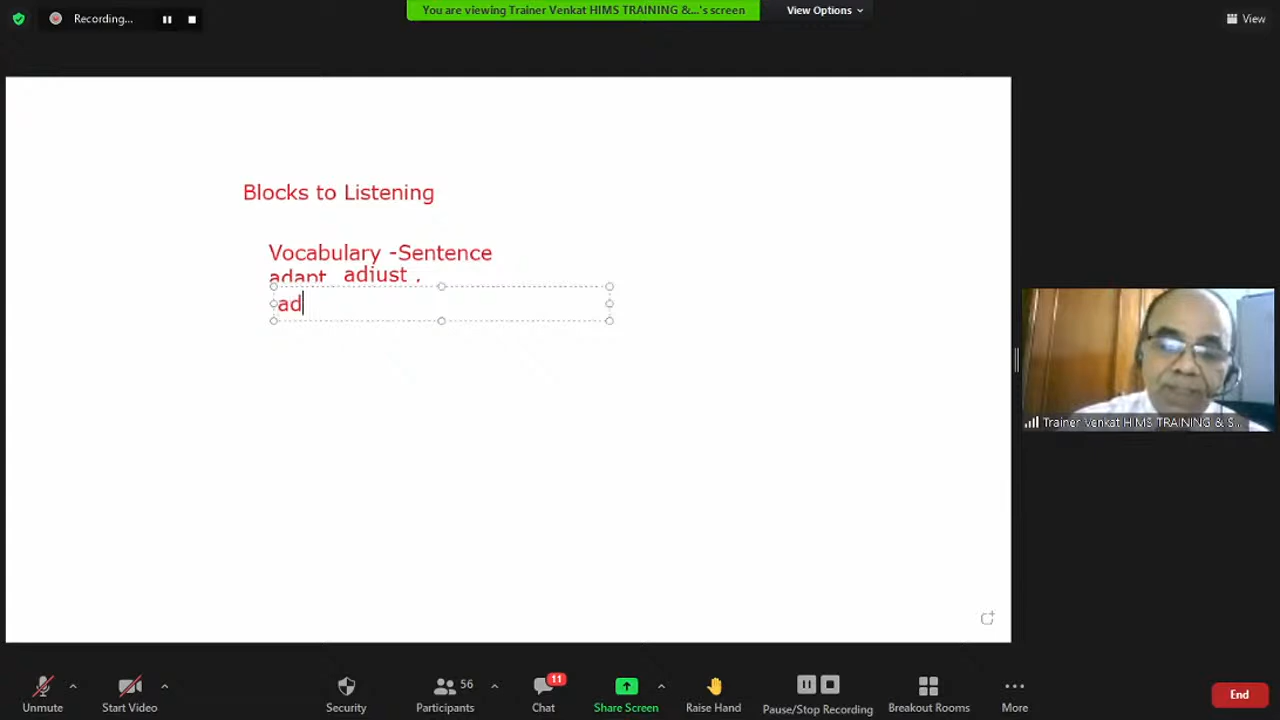 Recording...
You are viewing Trainer Venkat HIMS TRAINING &...'s screen
View Options
View
Blocks to Listening
Vocabulary -Sentence
adapt adjust ,
ad
Trainer Venkat HIMS TRAINING & S...
Unmute
Start Video
Security
56
Participants
11
Chat
Share Screen
Raise Hand
Pause/Stop Recording
Breakout Rooms
More
End